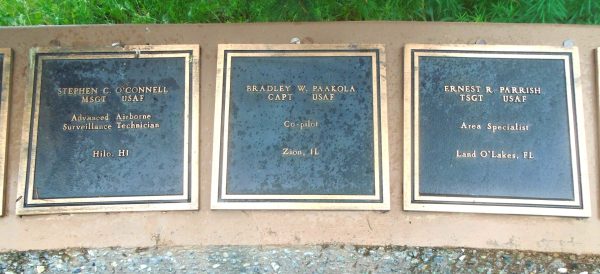 STEPHEN C. O'CONNELL
MSGT USAF
Advanced Airborne
Surveillance Technician
Hilo, HI
BRADLEY W. PAAKOLA
CAPT USAF
Co-pilot
Zion, IL
ERNEST R. PARRISH
TSGT USAF
Area Specialist
Land O'Lakes, FL